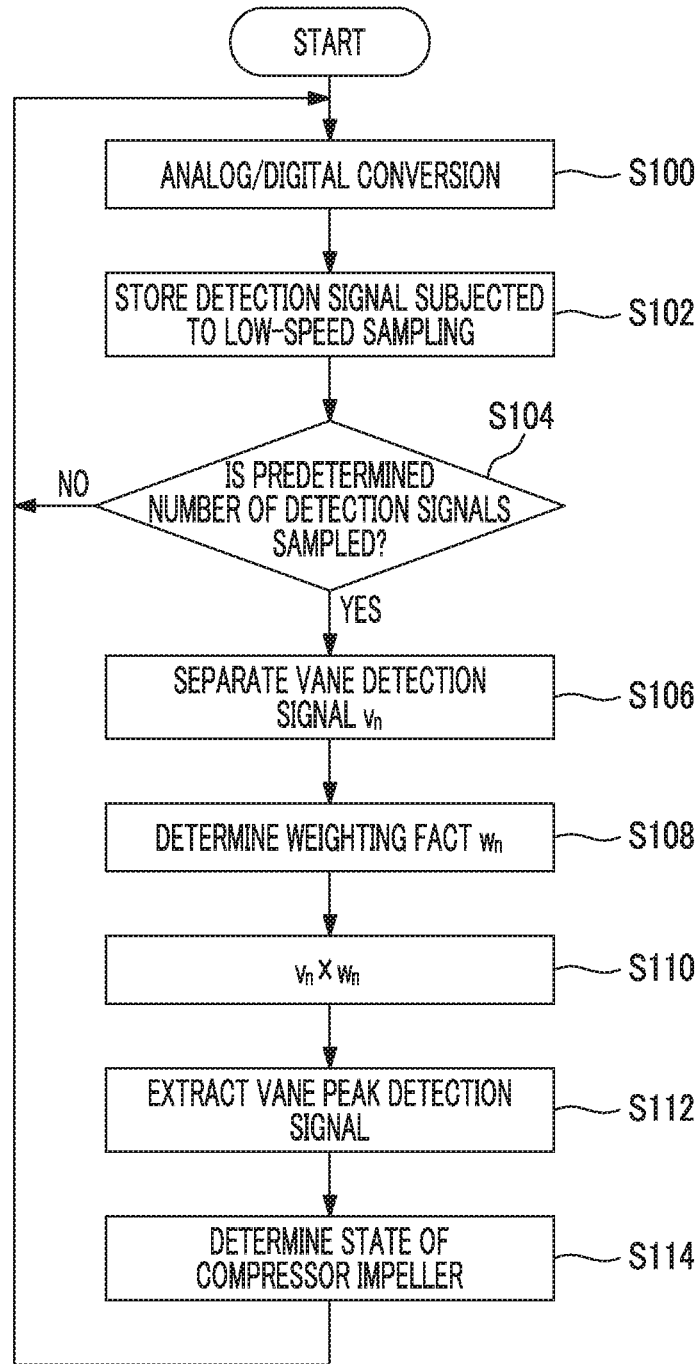 START
ANALOG/DIGITAL CONVERSION
S100
STORE DETECTION SIGNAL SUBJECTED
TO LOW-SPEED SAMPLING
S102
S104
IS PREDETERMINED
NUMBER OF DETECTION SIGNALS
SAMPLED?
NO
YES
SEPARATE VANE DETECTION
SIGNAL vn
S106
DETERMINE WEIGHTING FACT wn
S108
vn × wn
S110
EXTRACT VANE PEAK DETECTION
SIGNAL
S112
DETERMINE STATE OF
COMPRESSOR IMPELLER
S114